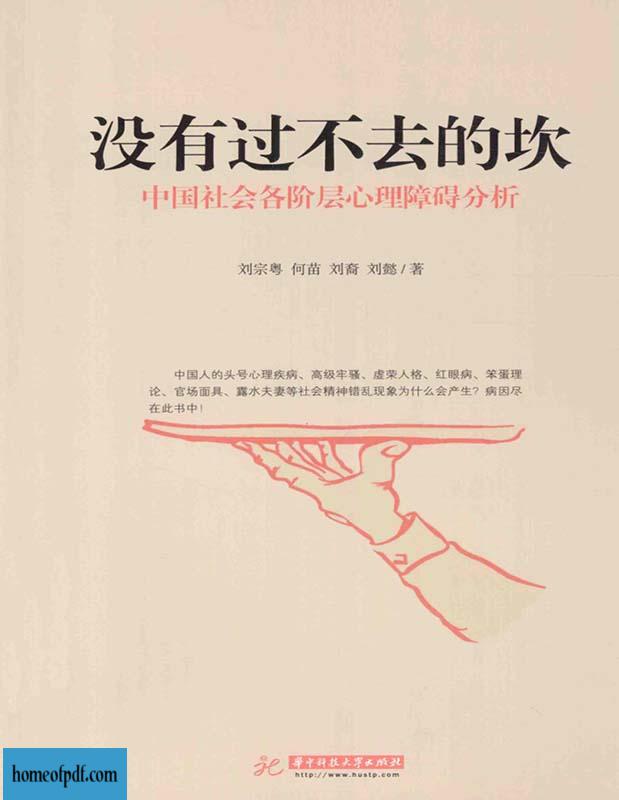 没有过不去的坎
中国社会各阶层心理障碍分析
刘宗粤 何苗 刘裔 刘懿/著
中国人的头号心理疾病、高级牢骚、虚荣人格、红眼病、笨蛋理
论、官场面具、露水夫妻等社会精神错乱现象为什么会产生？病因尽
在此书中！
华中科技大学出版社
http://www.hustp.com
homeofpdf.com